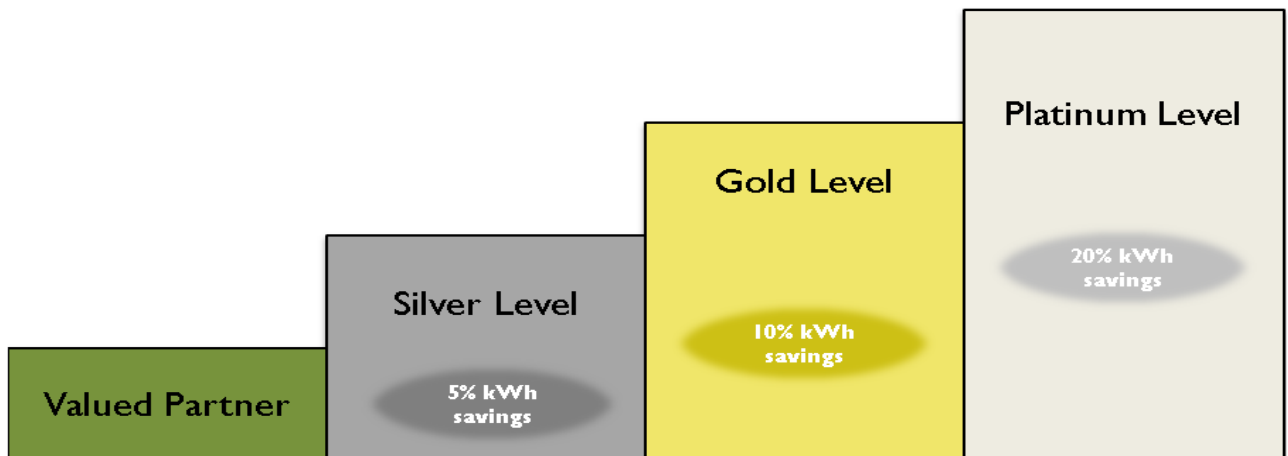 Valued Partner
Silver Level
5% kWh
savings
Gold Level
10% kWh
savings
Platinum Level
20% kWh
savings